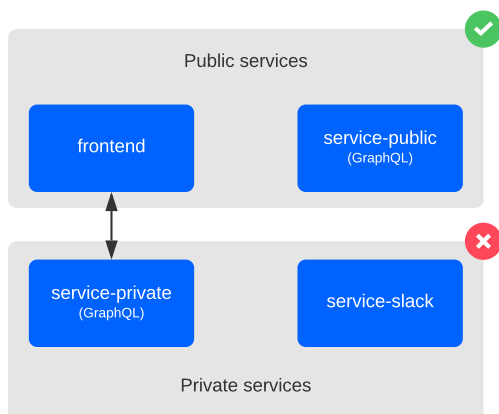 Public services
frontend
service-public
(GraphQL)
service-private
(GraphQL)
service-slack
Private services